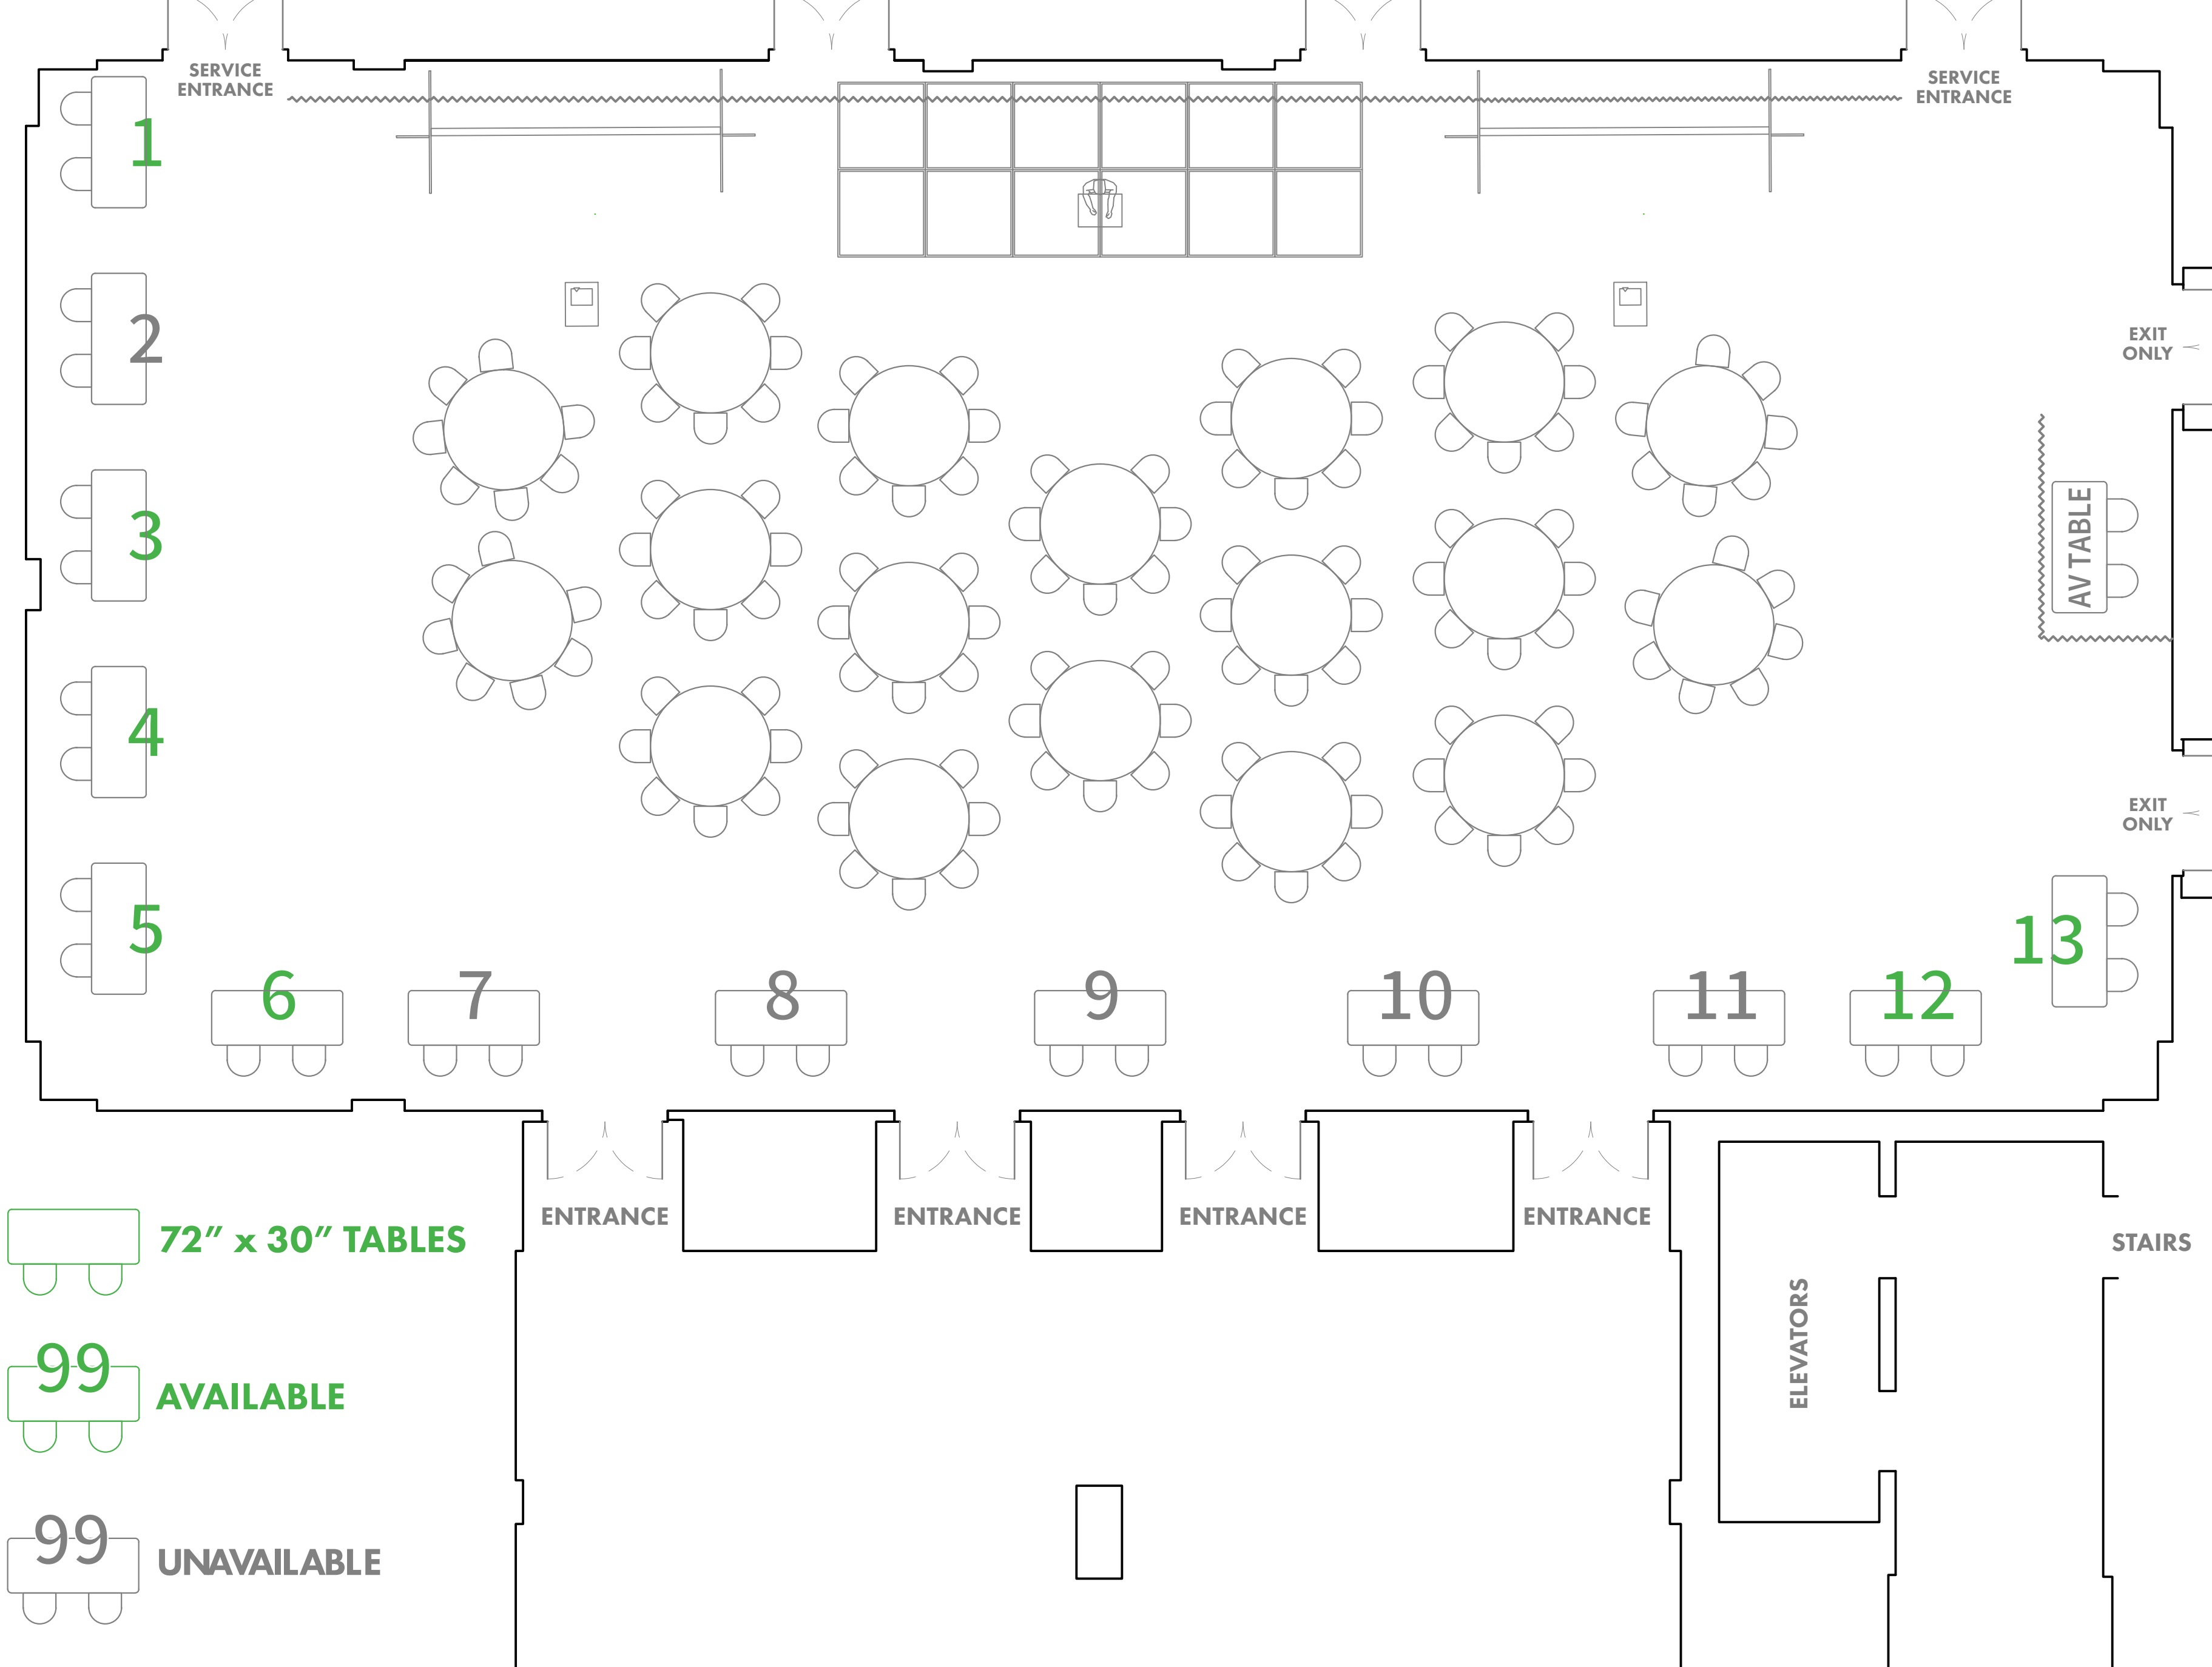 SERVICE
ENTRANCE
SERVICE
ENTRANCE
1
2
EXIT
ONLY
3
AV TABLE
4
EXIT
ONLY
5
13
6
7
8
9
10
11
12
ENTRANCE
ENTRANCE
ENTRANCE
ENTRANCE
72” x 30” TABLES
STAIRS
ELEVATORS
99
AVAILABLE
99
UNAVAILABLE